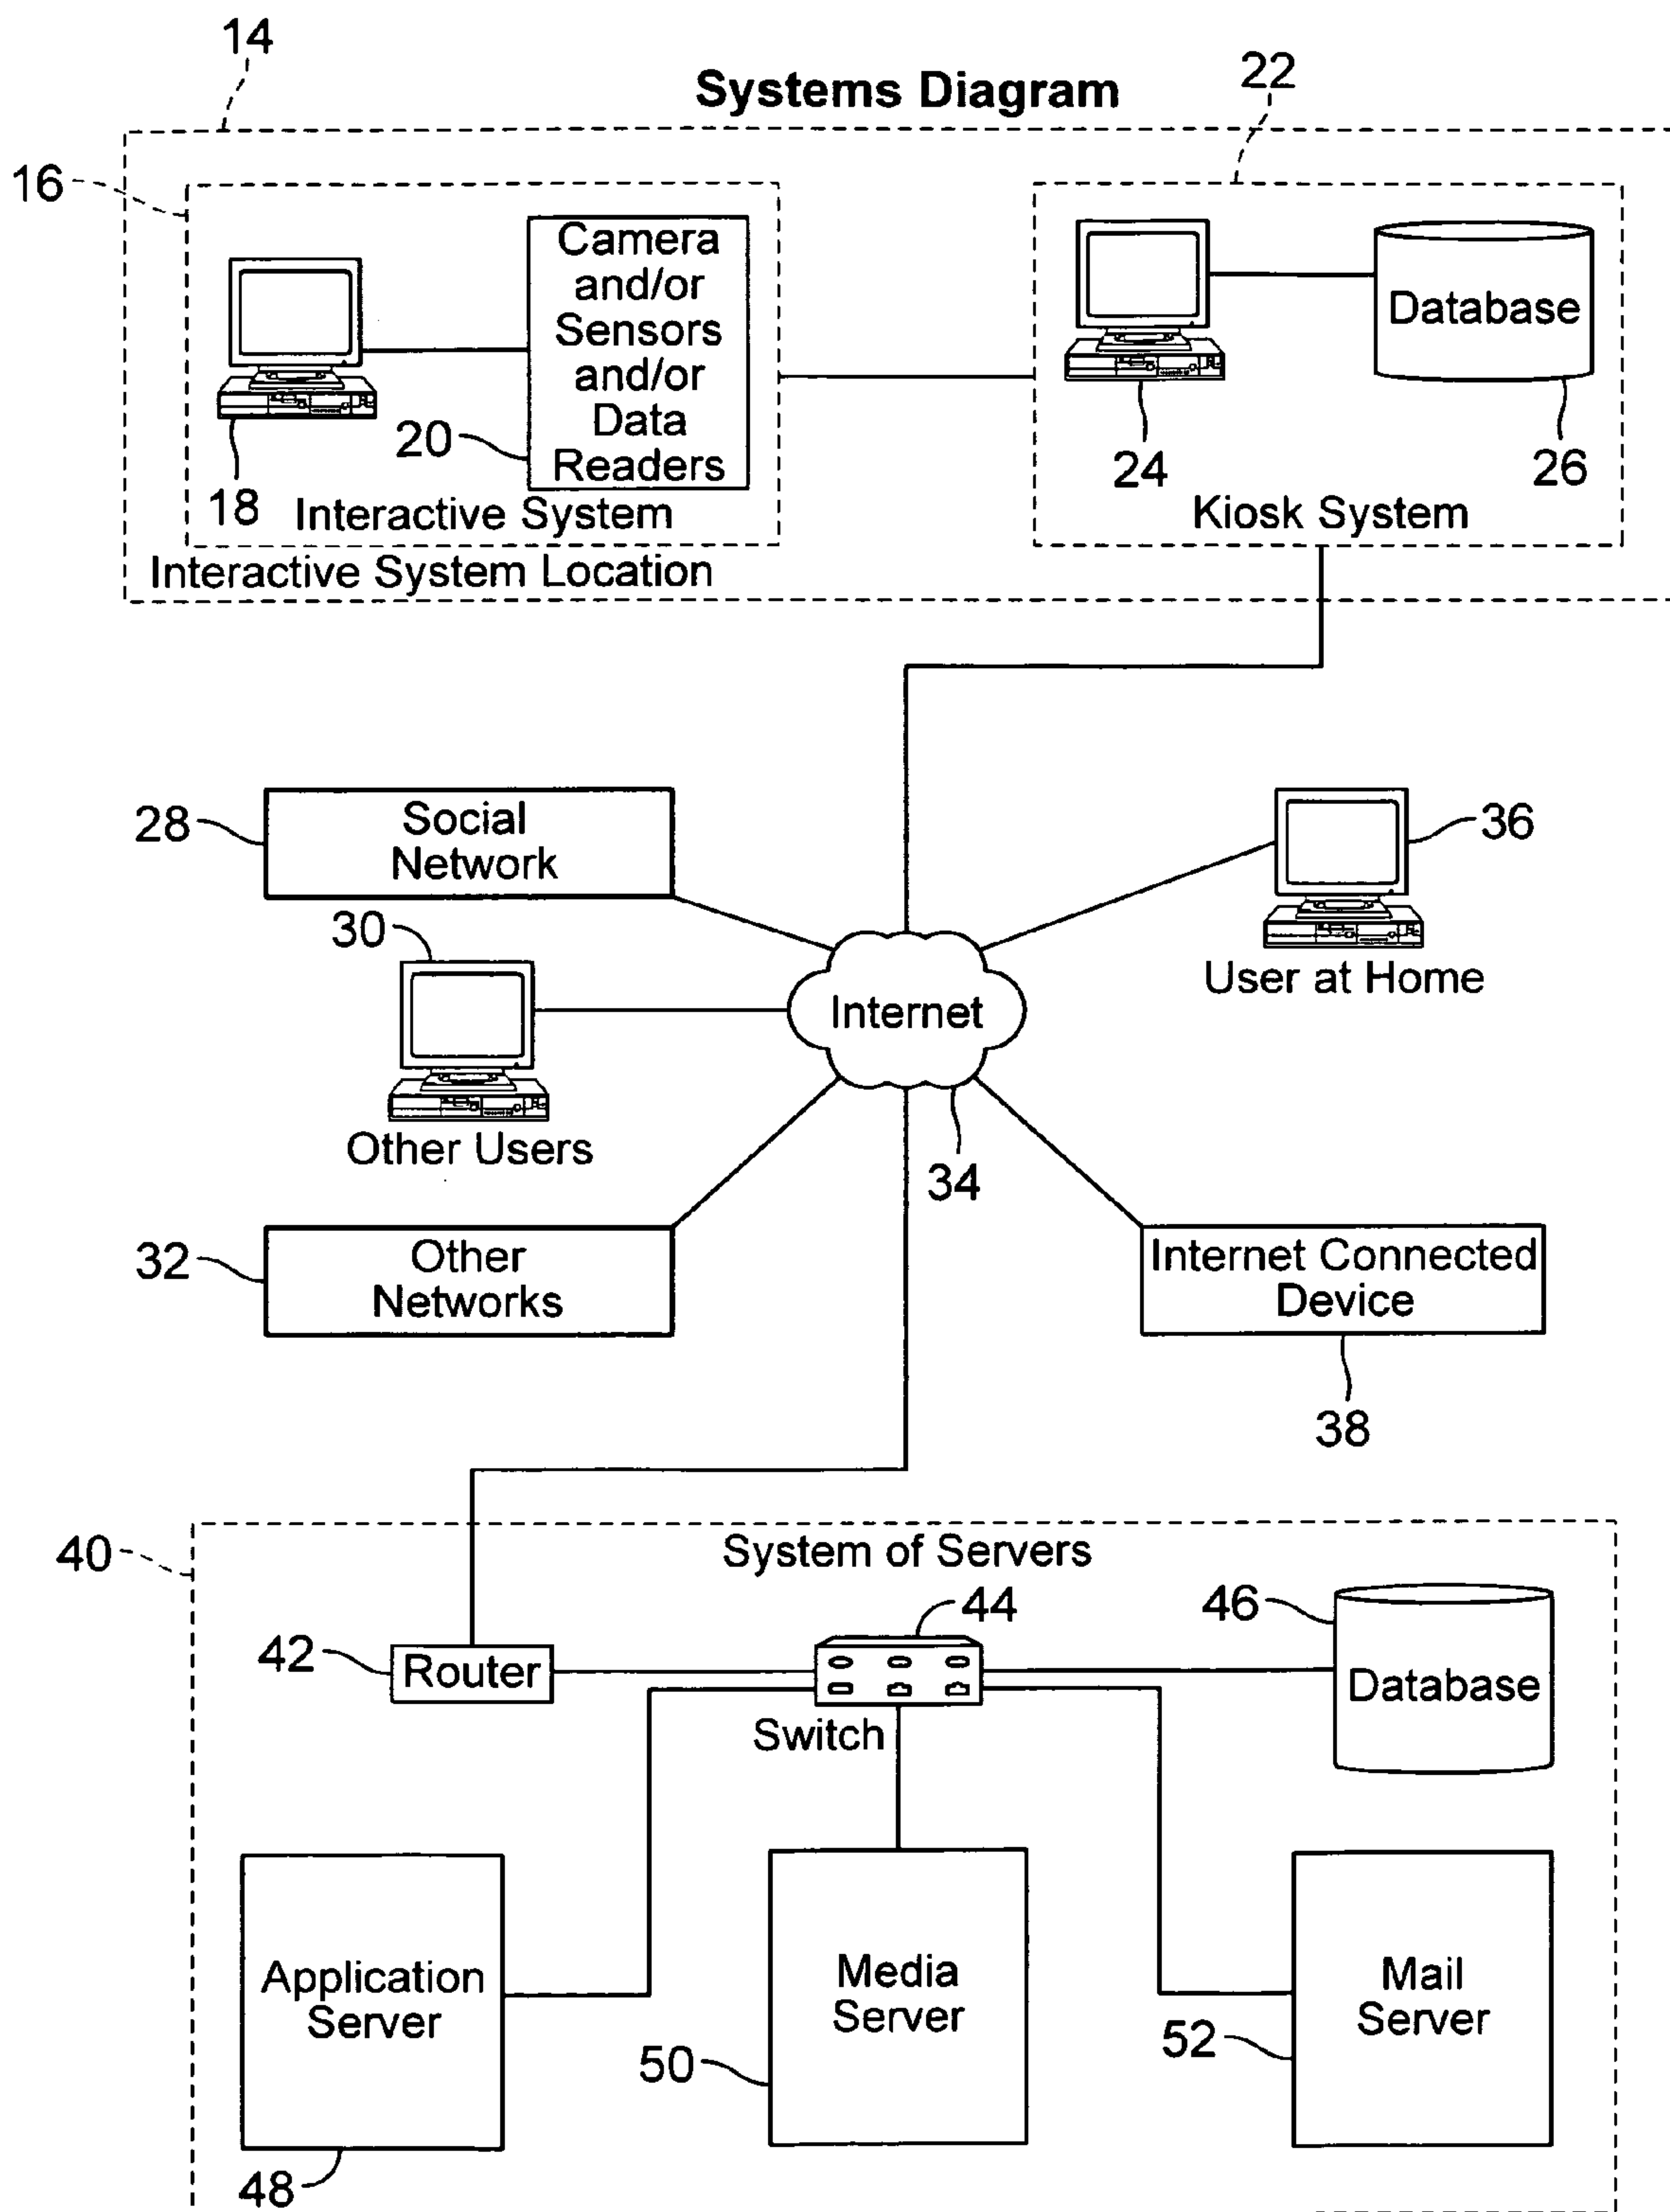 14
Systems Diagram
22
16
Camera
and/or
Sensors
and/or
Data
Readers
20
18
Interactive System
Interactive System Location
Database
24
26
Kiosk System
28
Social
Network
36
30
User at Home
Internet
Other Users
34
32
Other
Networks
Internet Connected
Device
38
40
System of Servers
44
46
42
Router
Switch
Database
Application
Server
48
Media
Server
50
Mail
Server
52